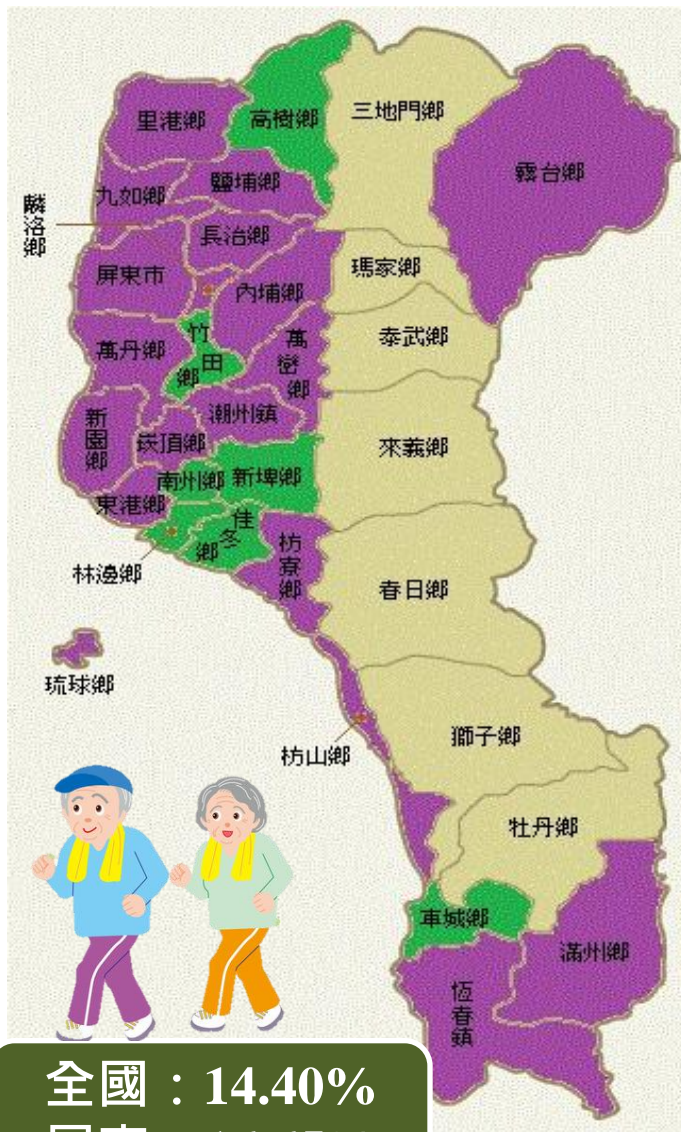 里港鄉
高樹鄉
三地門鄉
霧台鄉
九如鄉
鹽埔鄉
麟洛鄉
長治鄉
屏東市
瑪家鄉
內埔鄉
萬丹鄉
竹田鄉
萬巒鄉
泰武鄉
新園鄉
崁頂鄉
潮州鎮
來義鄉
南州鄉
新埤鄉
東港鄉
佳冬鄉
林邊鄉
枋寮鄉
春日鄉
琉球鄉
枋山鄉
獅子鄉
牡丹鄉
車城鄉
滿州鄉
恆春鎮
全國：14.40%